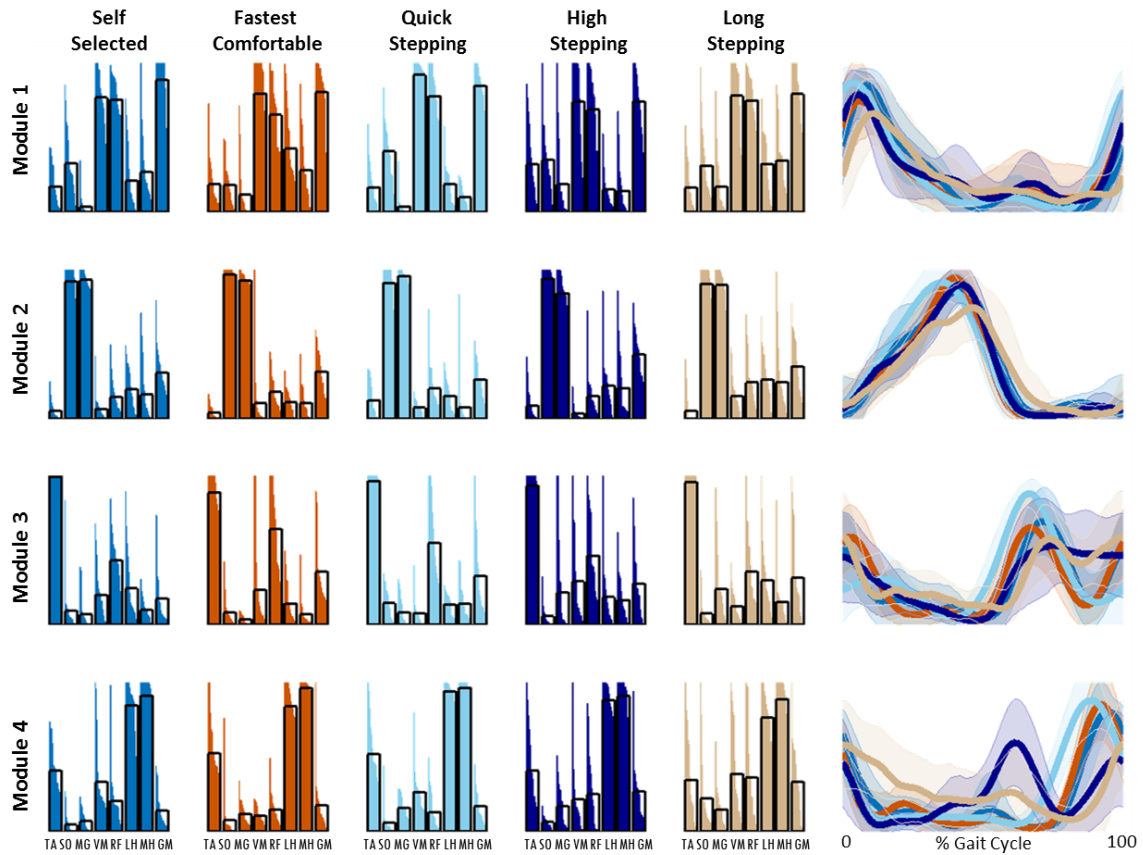 Self Selected
Fastest Comfortable
Quick Stepping
High Stepping
Long Stepping
Module 1
Module 2
Module 3
Module 4
TA SO MG VM RF LH MH GM
TA SO MG VM RF LH MH GM
TA SO MG VM RF LH MH GM
TA SO MG VM RF LH MH GM
TA SO MG VM RF LH MH GM
0 % Gait Cycle 100